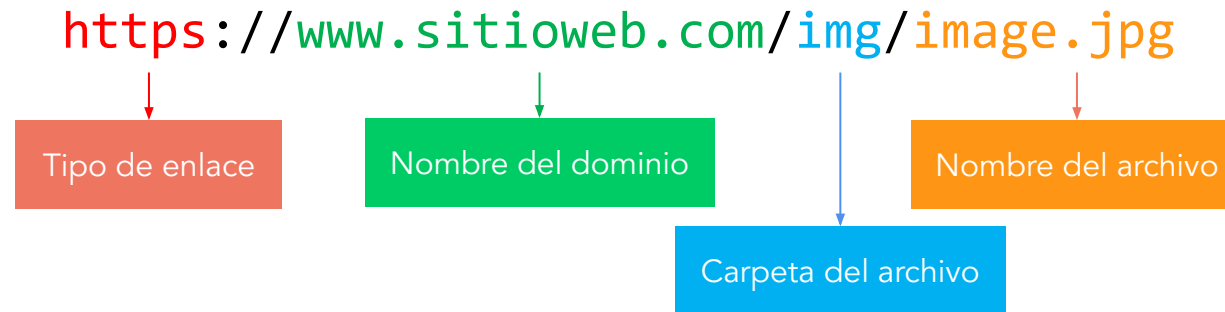 https://www.sitioweb.com/img/image.jpg
Tipo de enlace
Nombre del dominio
Nombre del archivo
Carpeta del archivo